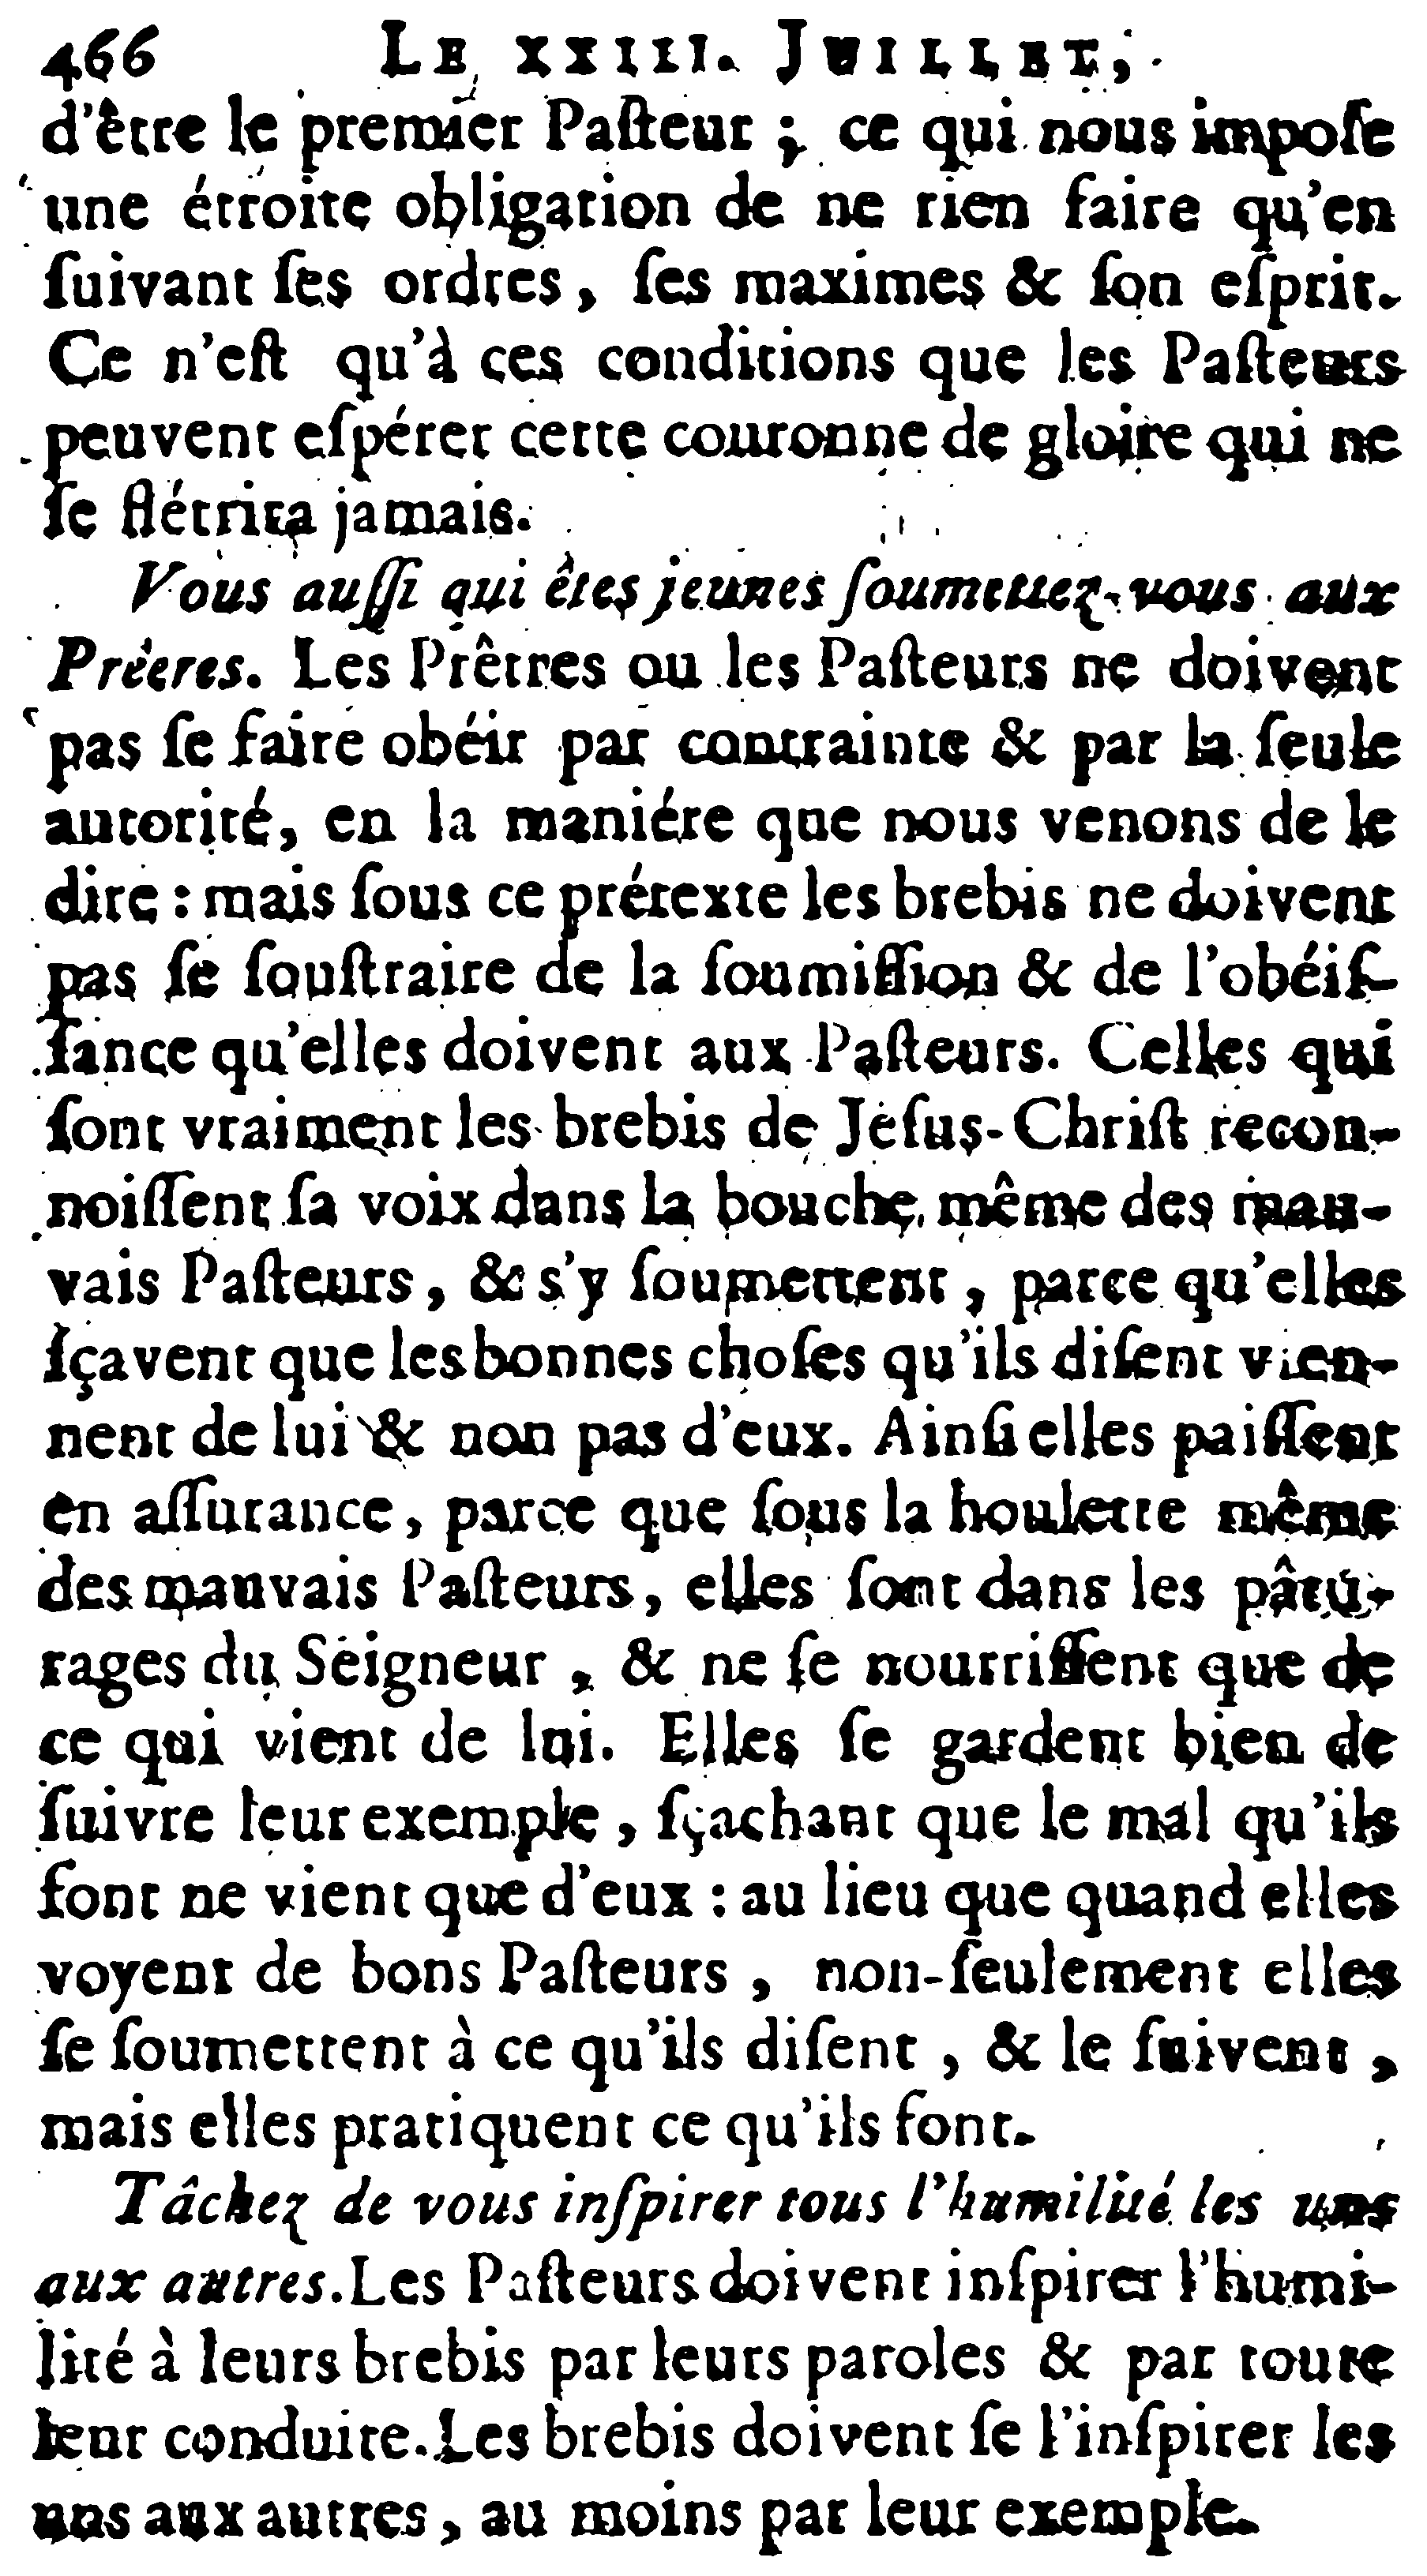 466 LE XXIII. JUILLET,
d'être le premier Paſteur ; ce qui nous impoſe
une étroite obligation de ne rien faire qu'en
ſuivant ſes ordres, ſes maximes & ſon eſprit.
Ce n'eſt qu'à ces conditions que les Paſteurs
peuvent eſpérer cette couronne de gloire qui ne
ſe flétrira jamais.
Vous auſſi qui êtes jeunes ſoumettez-vous aux
Prêtres. Les Prêtres ou les Paſteurs ne doivent
pas ſe faire obéir par contrainte & par la ſeule
autorité, en la maniére que nous venons de le
dire : mais ſous ce prétexte les brebis ne doivent
pas ſe ſouſtraire de la ſoumiſſion & de l'obéiſ-
ſance qu'elles doivent aux Paſteurs. Celles qui
ſont vraiment les brebis de Jeſus-Chriſt recon-
noiſſent ſa voix dans la bouche même des mau-
vais Paſteurs, & s'y ſoumettent, parce qu'elles
ſçavent que les bonnes choſes qu'ils diſent vien-
nent de lui & non pas d'eux. Ainſi elles paiſſent
en aſſurance, parce que ſous la houlette même
des mauvais Paſteurs, elles ſont dans les pâtu-
rages du Seigneur, & ne ſe nourriſſent que de
ce qui vient de lui. Elles ſe gardent bien de
ſuivre leur exemple, ſçachant que le mal qu'ils
font ne vient que d'eux : au lieu que quand elles
voyent de bons Paſteurs, non-ſeulement elles
ſe ſoumettent à ce qu'ils diſent, & le ſuivent,
mais elles pratiquent ce qu'ils font.
Tâchez de vous inſpirer tous l'humilité les uns
aux autres. Les Paſteurs doivent inſpirer l'humi-
lité à leurs brebis par leurs paroles & par toute
leur conduite. Les brebis doivent ſe l'inſpirer les
uns aux autres, au moins par leur exemple.